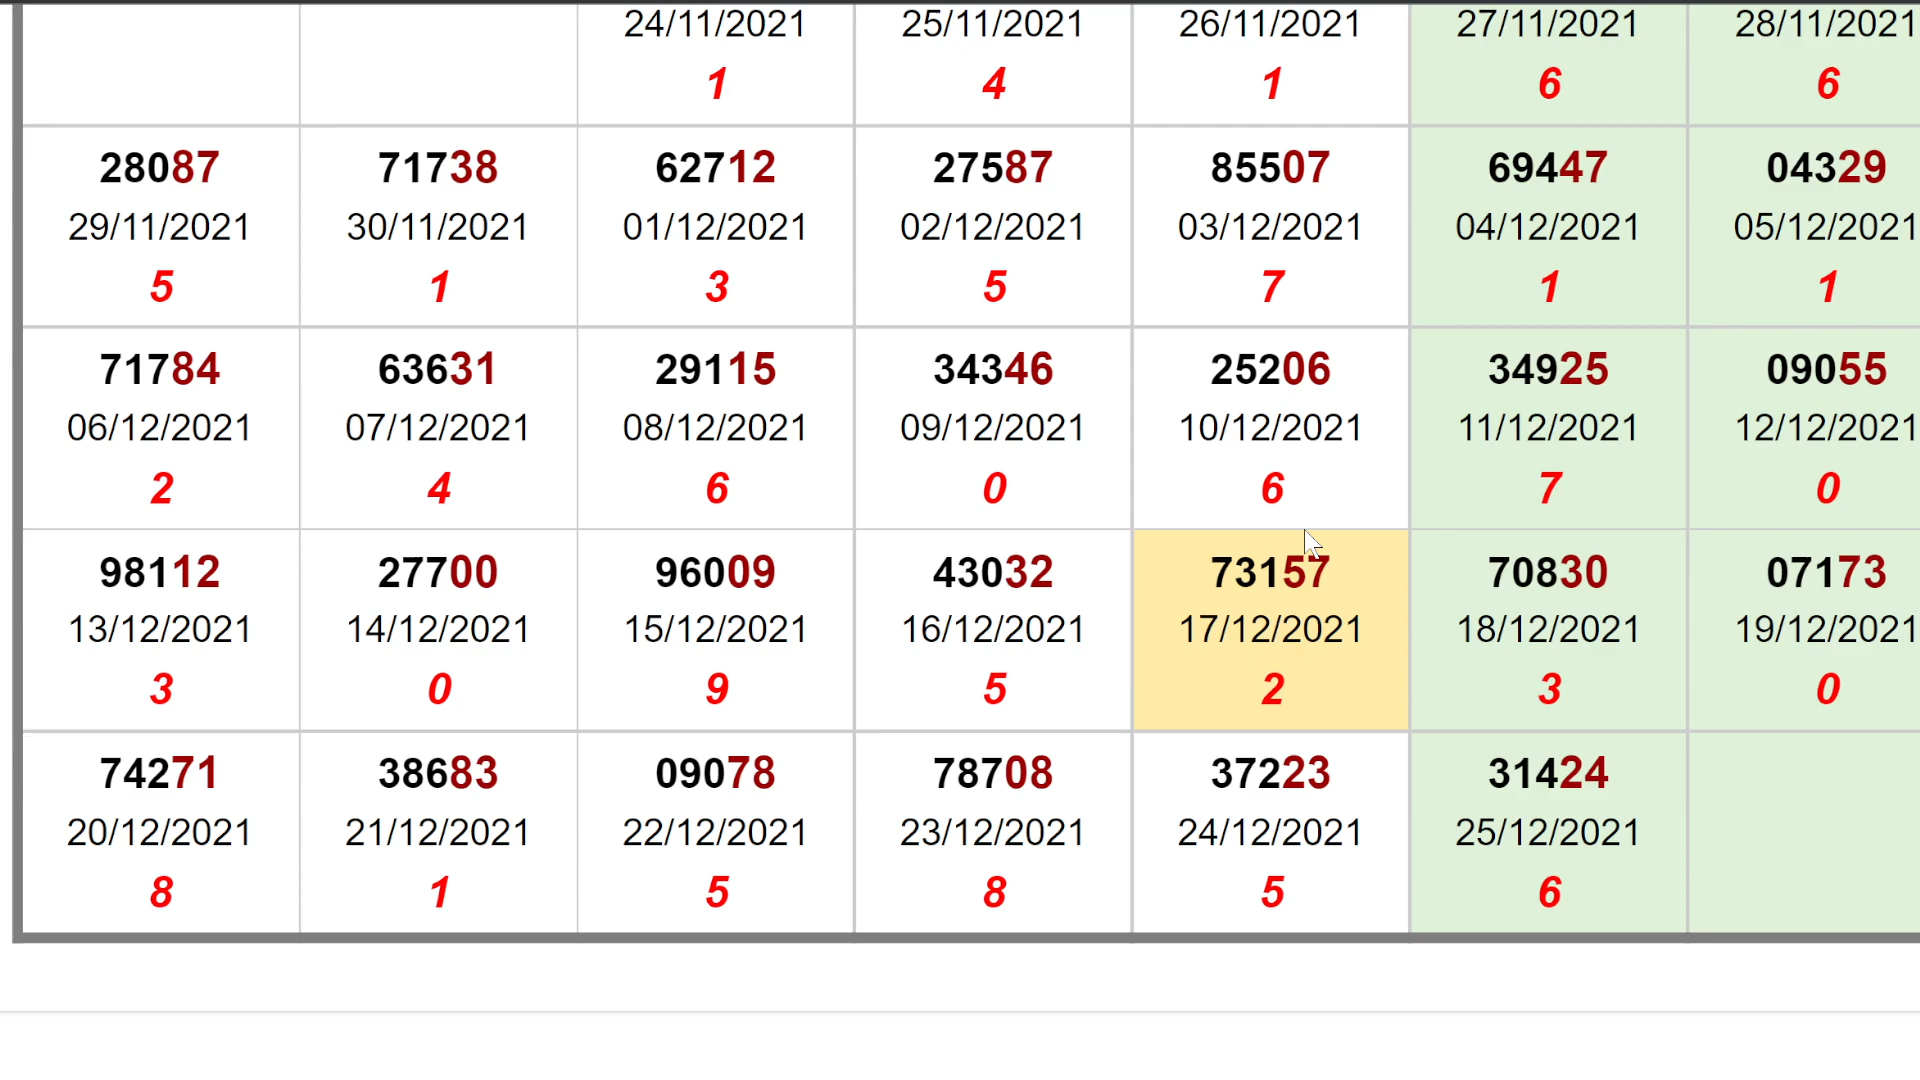 24/11/2021 25/11/2021 26/11/2021 27/11/2021 28/11/2021
1 4 1 6 6
28087 71738 62712 27587 85507 69447 04329
29/11/2021 30/11/2021 01/12/2021 02/12/2021 03/12/2021 04/12/2021 05/12/2021
5 1 3 5 7 1 1
71784 63631 29115 34346 25206 34925 09055
06/12/2021 07/12/2021 08/12/2021 09/12/2021 10/12/2021 11/12/2021 12/12/2021
2 4 6 0 6 7 0
98112 27700 96009 43032 73157 70830 07173
13/12/2021 14/12/2021 15/12/2021 16/12/2021 17/12/2021 18/12/2021 19/12/2021
3 0 9 5 2 3 0
74271 38683 09078 78708 37223 31424
20/12/2021 21/12/2021 22/12/2021 23/12/2021 24/12/2021 25/12/2021
8 1 5 8 5 6